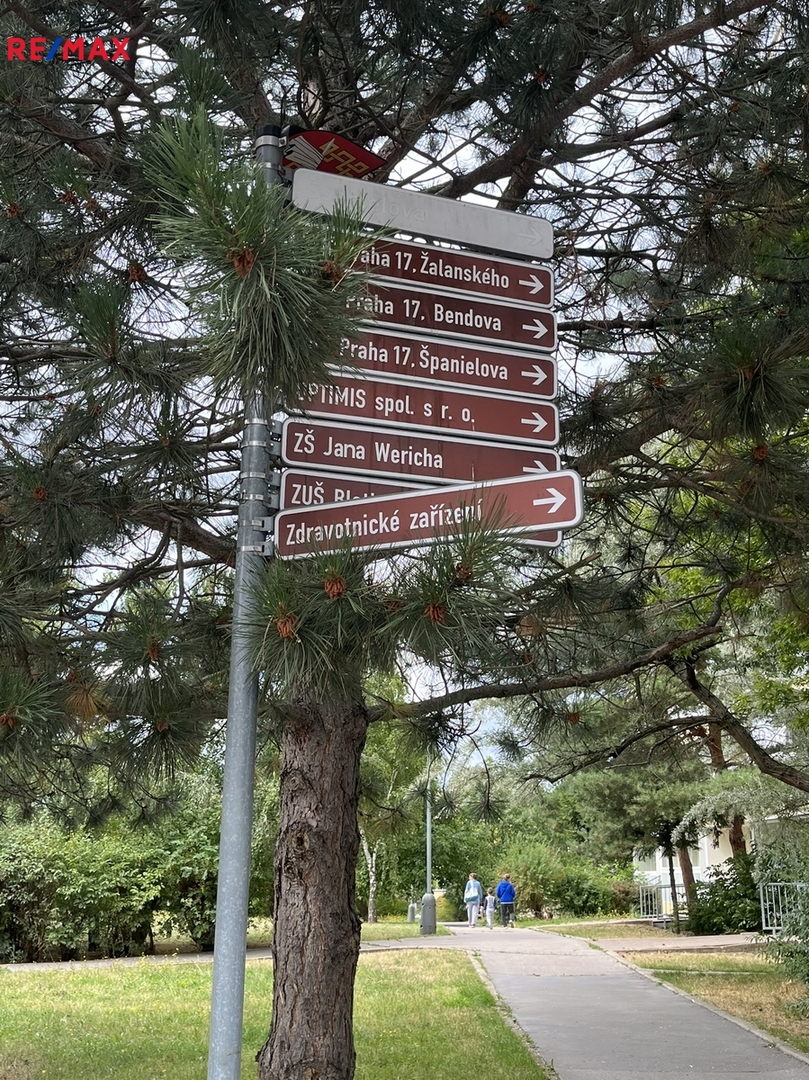 RE/MAX
Praha 17, Žalanského
Praha 17, Bendova
Praha 17, Španielova
OPTIMIS spol. s r. o.
ZŠ Jana Wericha
ZUŠ
Zdravotnické zařízení